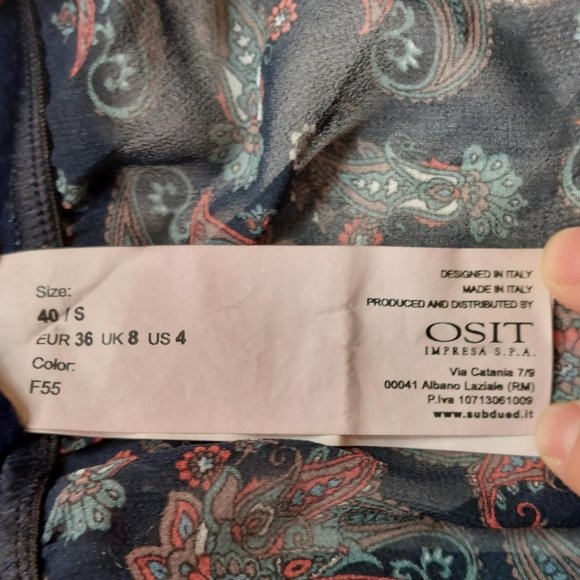 Size:
40 / S
EUR 36 UK 8 US 4
Color:
F55
DESIGNED IN ITALY
MADE IN ITALY
PRODUCED AND DISTRIBUTED BY
OSIT
IMPRESA S.P.A.
Via Catania 7/9
00041 Albano Laziale (RM)
P.Iva 10713061009
www.subdued.it